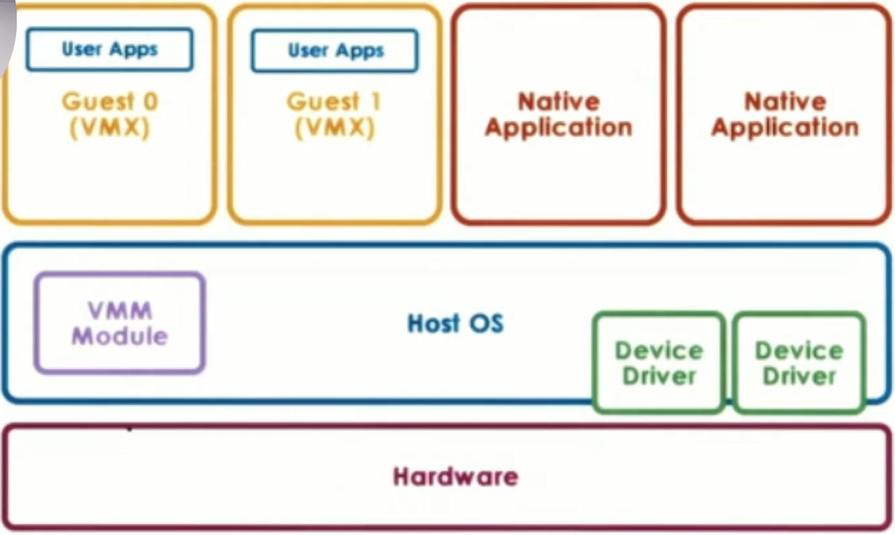 User Apps
Guest 0
(VMX)
User Apps
Guest 1
(VMX)
Native
Application
Native
Application
VMM
Module
Host OS
Device
Driver
Device
Driver
Hardware